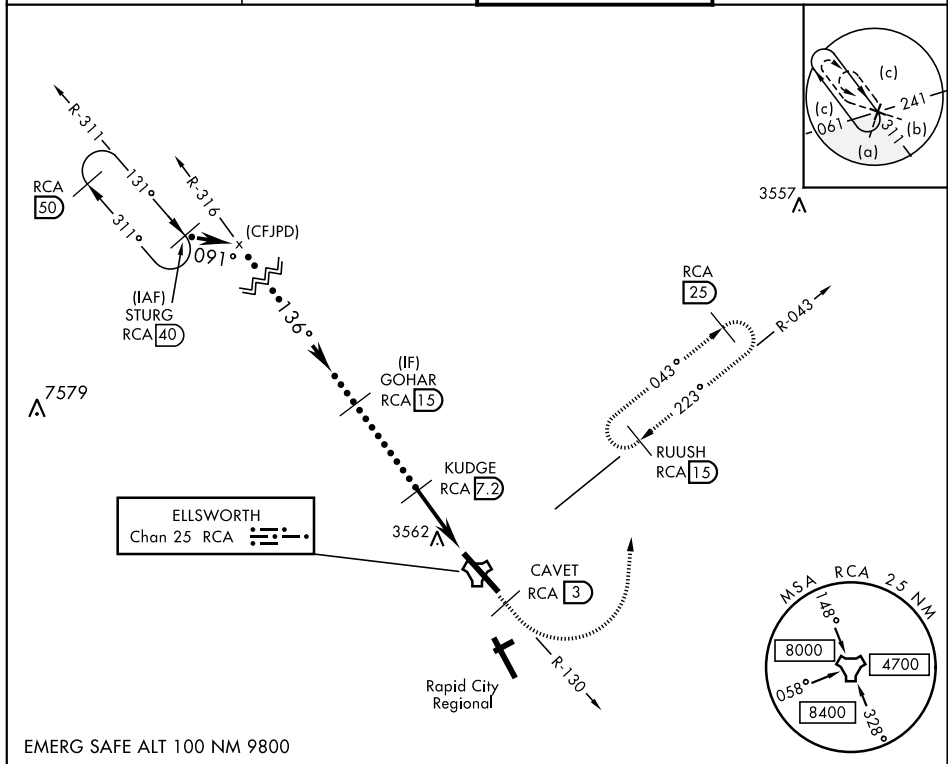 R-311
131°
311°
RCA
50
R-316
(CFJPD)
091°
(IAF)
STURG
RCA 40
136°
(IF)
GOHAR
RCA 15
7579
KUDGE
RCA 7.2
3562
ELLSWORTH
Chan 25 RCA
CAVET
RCA 3
R-130
Rapid City
Regional
3557
RCA
25
R-043
043°
223°
RUUSH
RCA 15
(c)
241
(c)
061
311
(b)
(a)
MSA RCA 25 NM
148°
8000
4700
058°
8400
328°
EMERG SAFE ALT 100 NM 9800